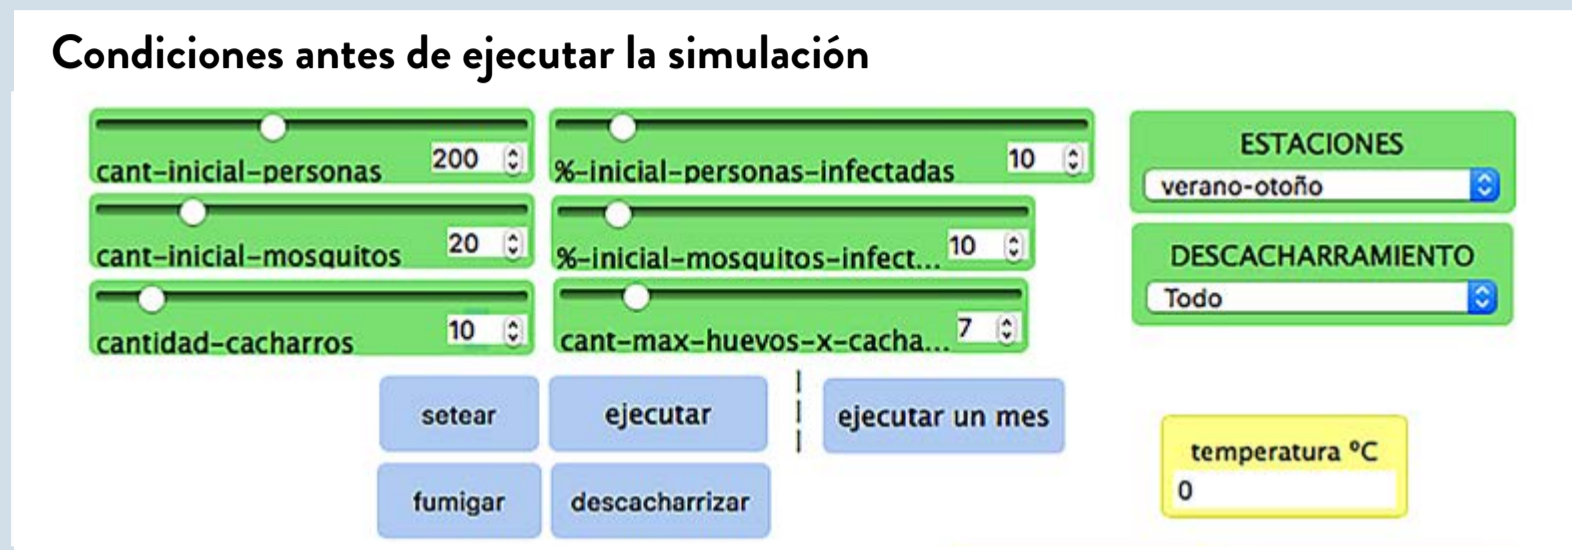 Condiciones antes de ejecutar la simulación
cant-inicial-personas 200
%-inicial-personas-infectadas 10
ESTACIONES
verano-otoño
cant-inicial-mosquitos 20
%-inicial-mosquitos-infect... 10
DESCACHARRAMIENTO
Todo
cantidad-cacharros 10
cant-max-huevos-x-cacha... 7
setear
ejecutar
ejecutar un mes
fumigar
descacharrizar
temperatura ºC
0